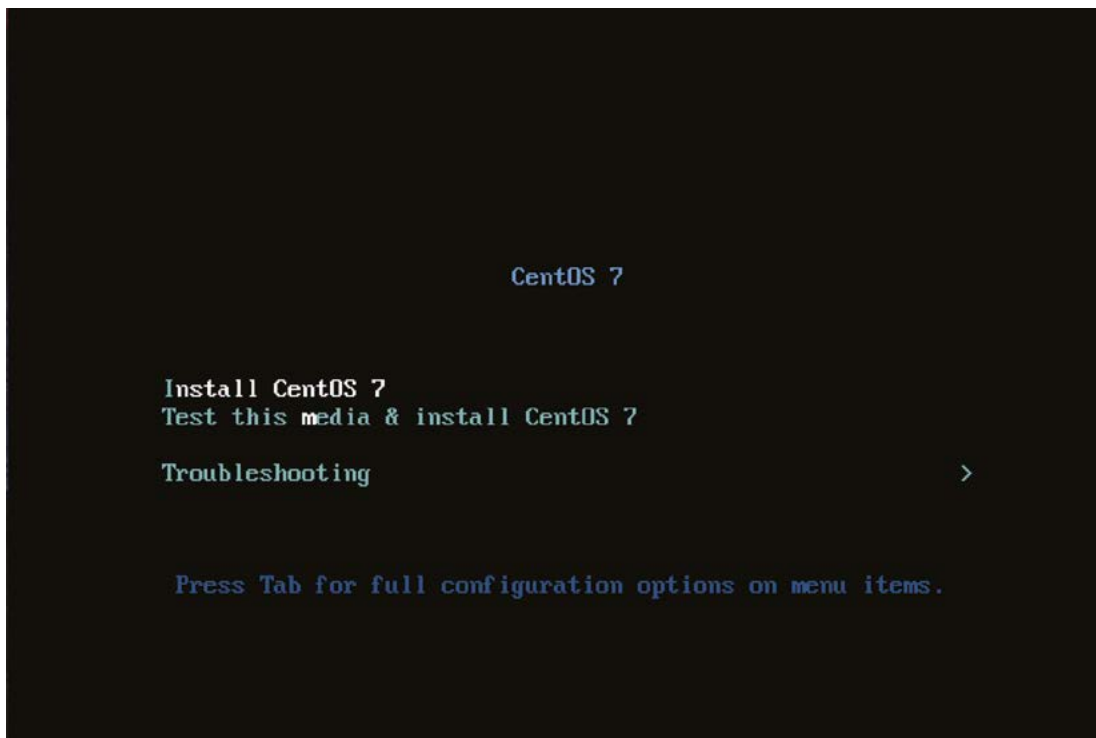 CentOS 7
Install CentOS 7
Test this media & install CentOS 7
Troubleshooting >
Press Tab for full configuration options on menu items.